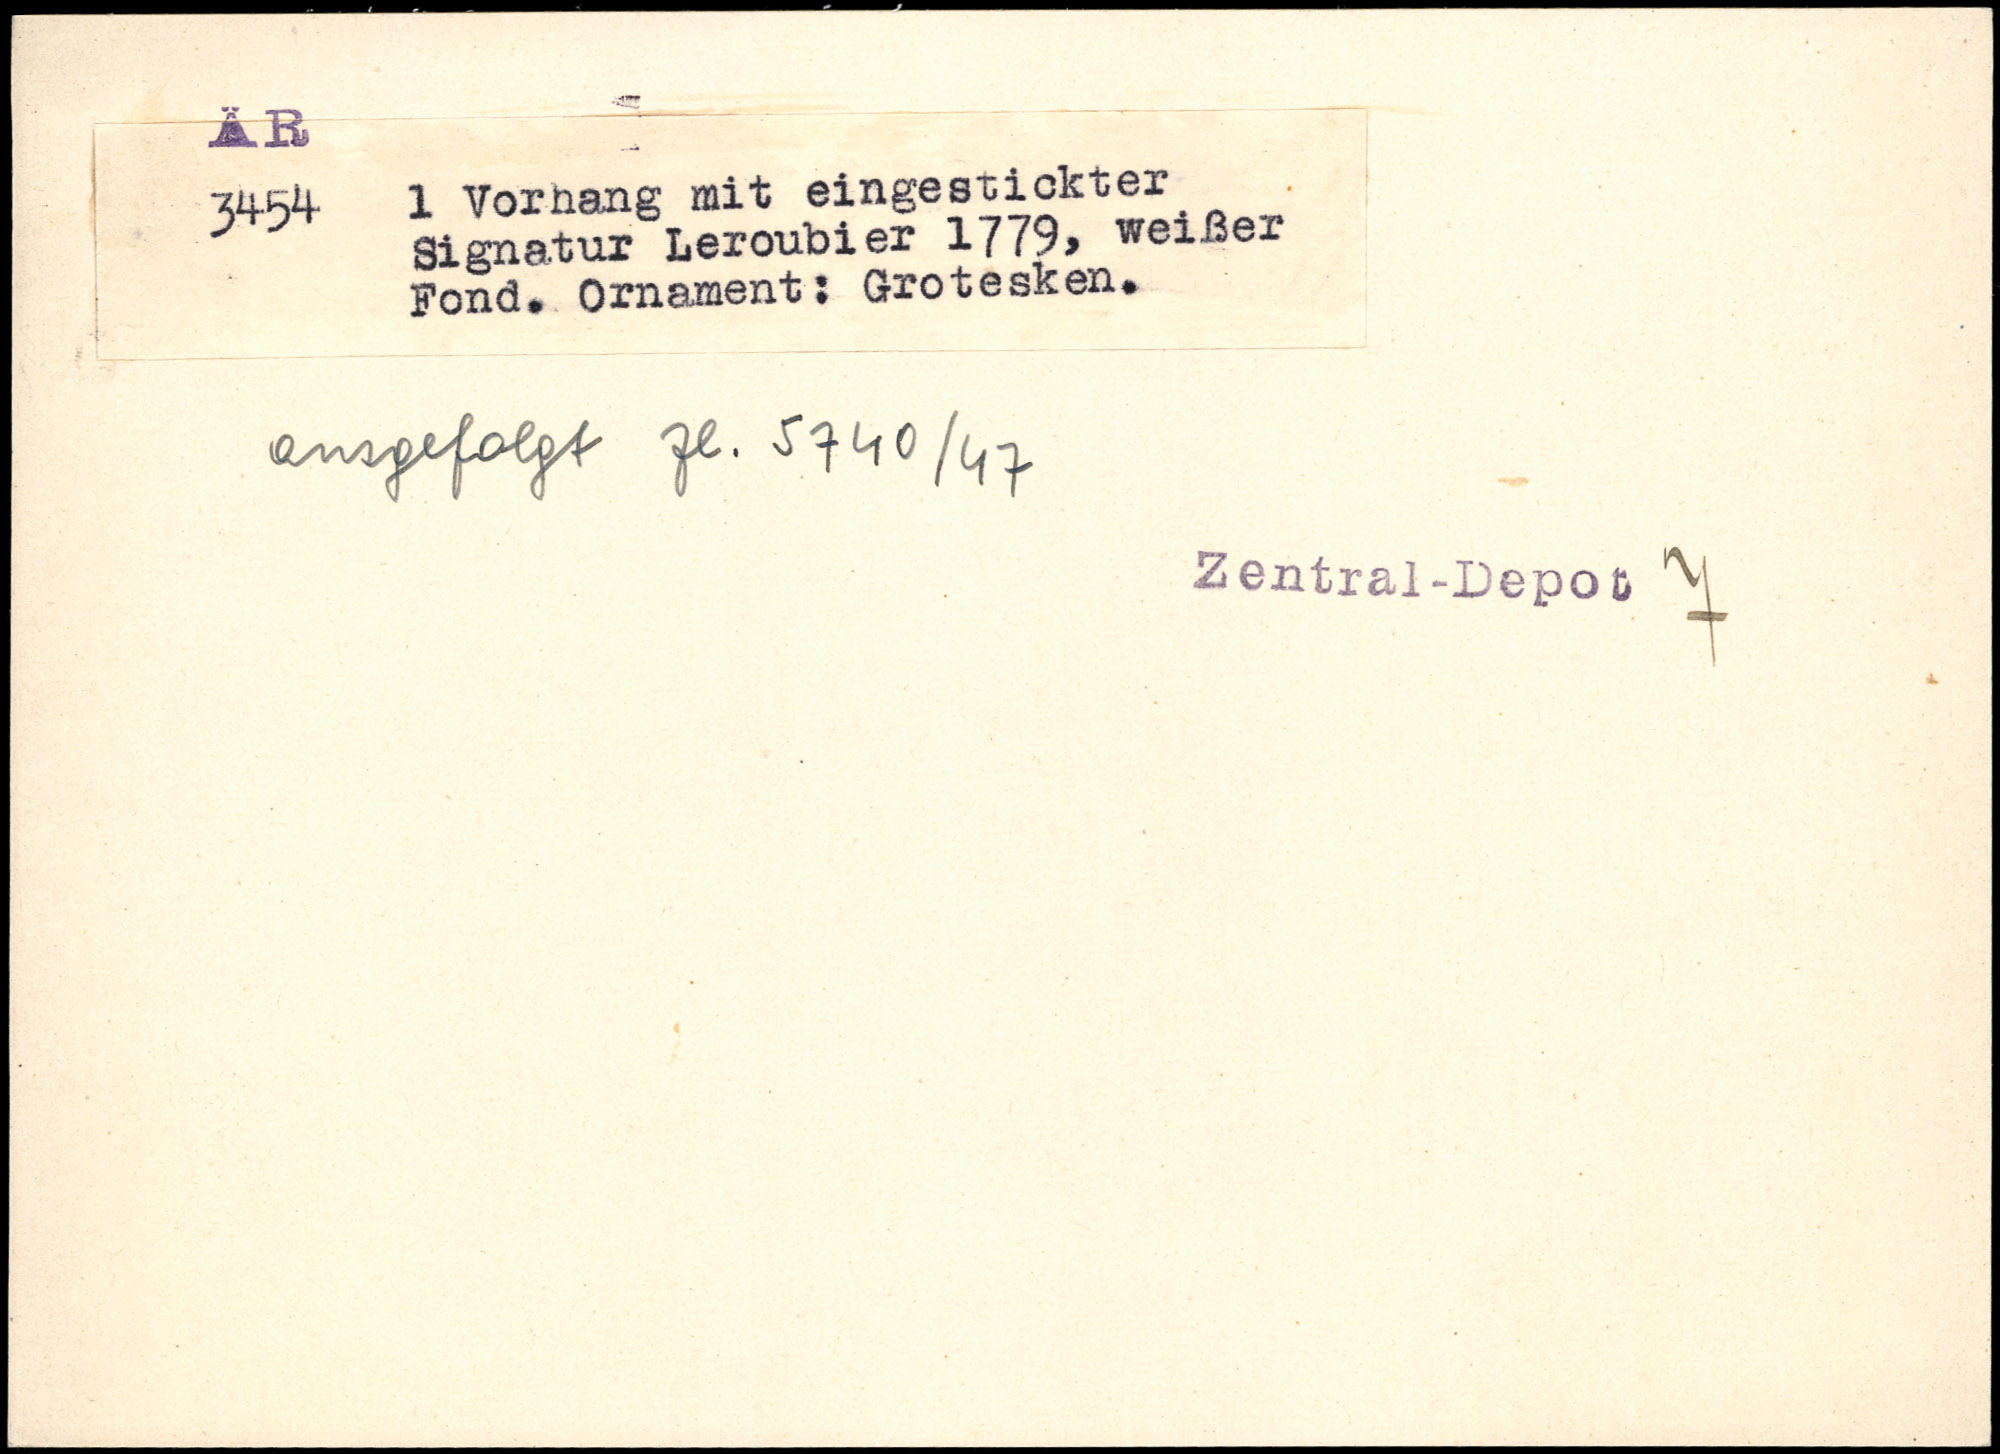 ÄR
3454 1 Vorhang mit eingestickter
Signatur Leroubier 1779, weißer
Fond. Ornament: Grotesken.
ausgefolgt Zl. 5740/47
Zentral-Depot 7